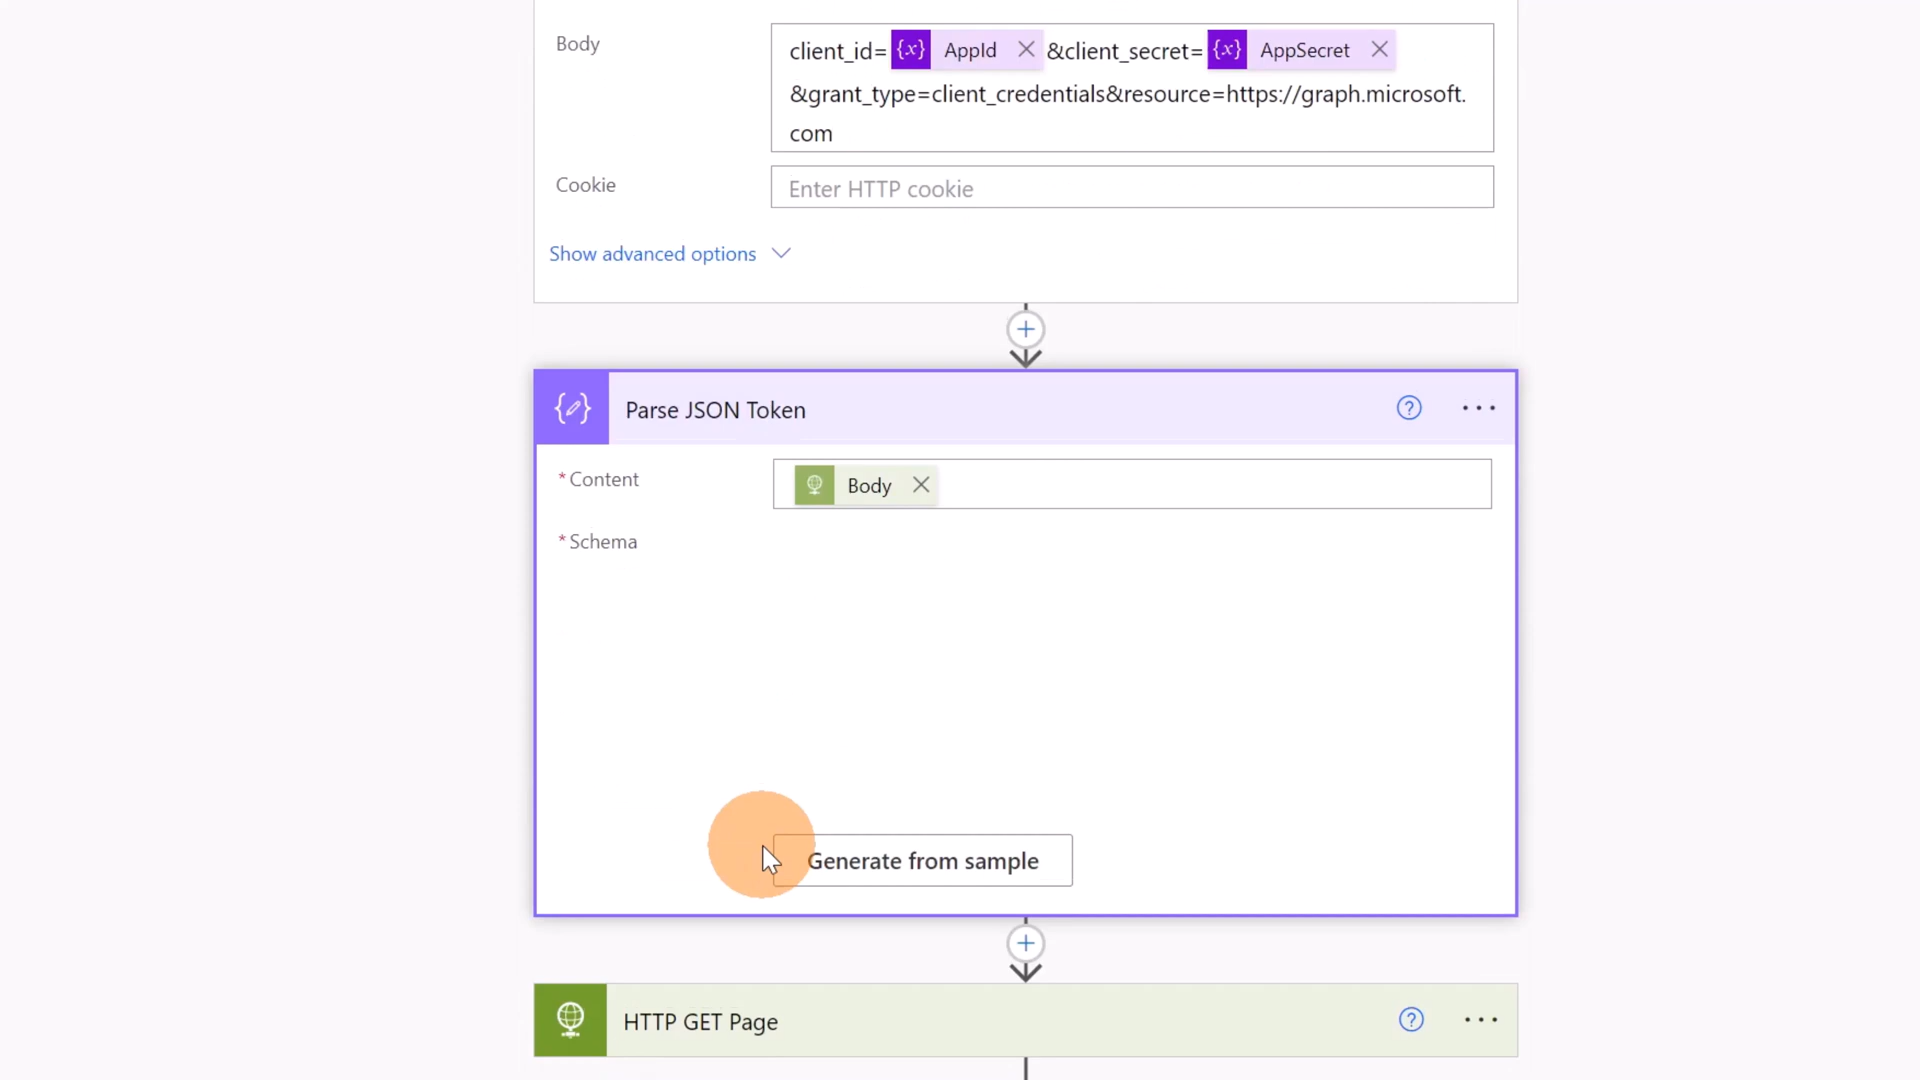 Body
client_id= {x} AppId &client_secret= {x} AppSecret
&grant_type=client_credentials&resource=https://graph.microsoft.
com
Cookie
Enter HTTP cookie
Show advanced options
Parse JSON Token
* Content
Body
* Schema
Generate from sample
HTTP GET Page